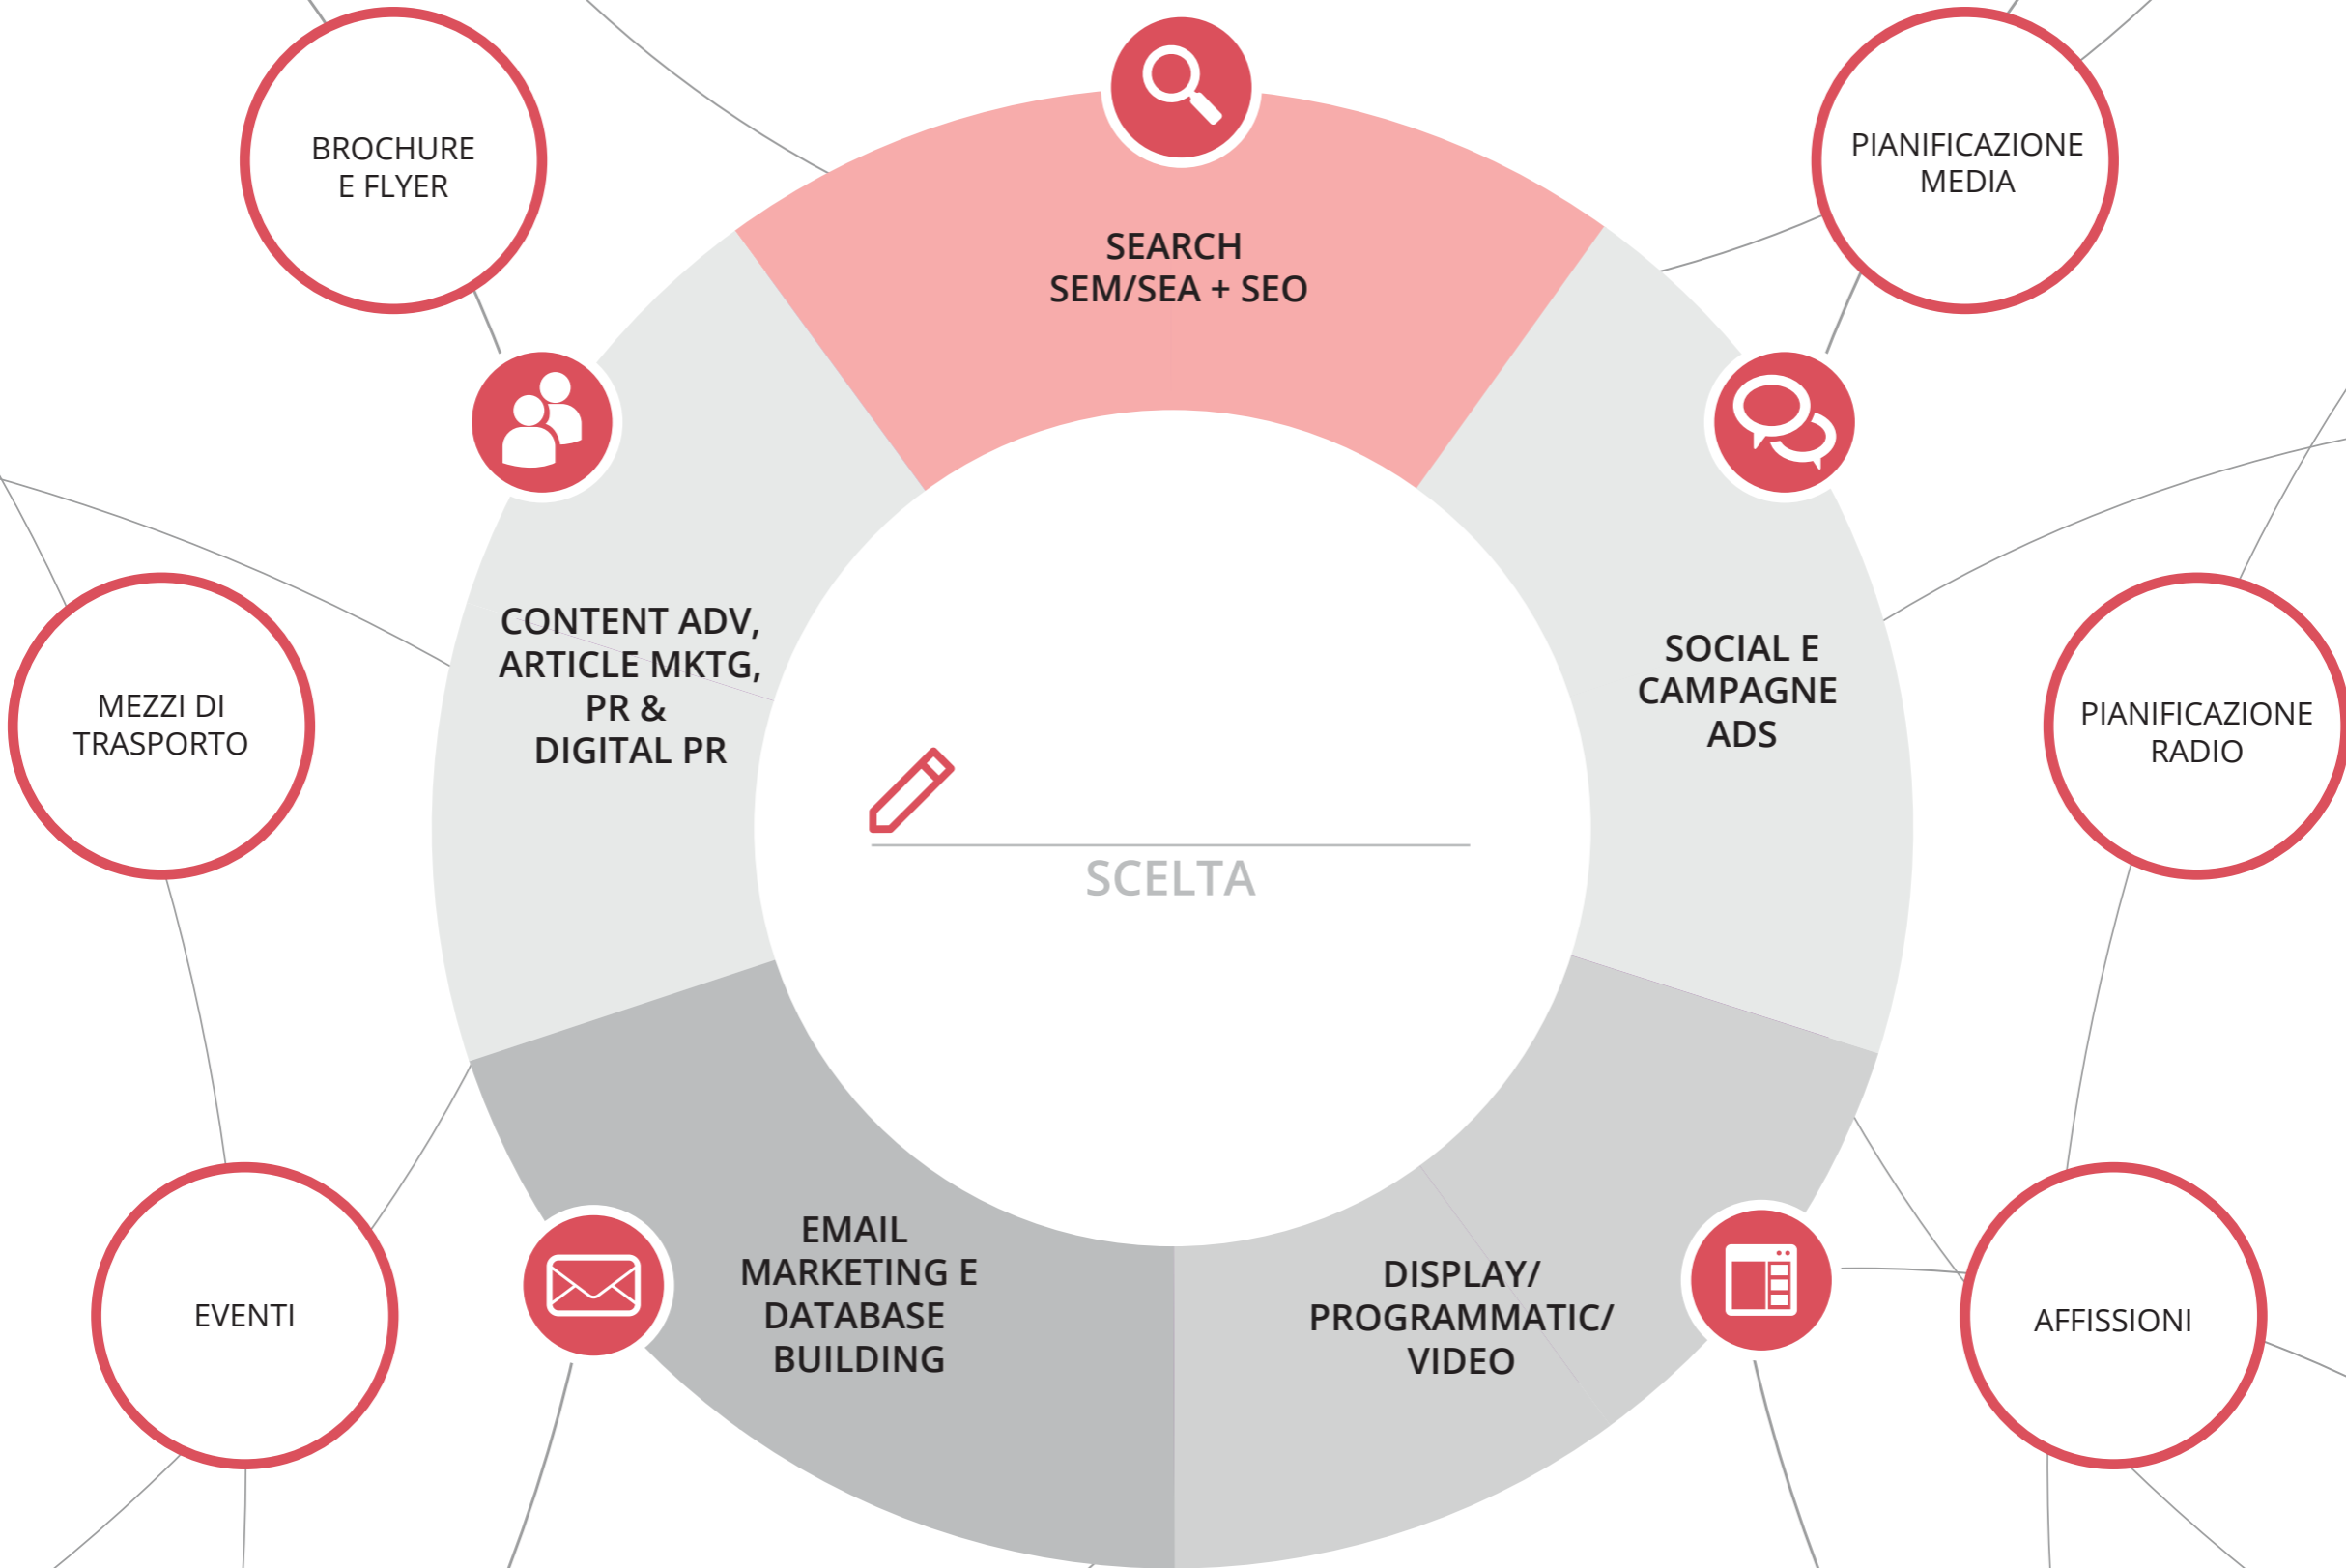 BROCHURE
E FLYER
PIANIFICAZIONE
MEDIA
SEARCH
SEM/SEA + SEO
CONTENT ADV,
ARTICLE MKTG,
PR &
DIGITAL PR
SOCIAL E
CAMPAGNE
ADS
MEZZI DI
TRASPORTO
PIANIFICAZIONE
RADIO
SCELTA
EMAIL
MARKETING E
DATABASE
BUILDING
DISPLAY/
PROGRAMMATIC/
VIDEO
EVENTI
AFFISSIONI